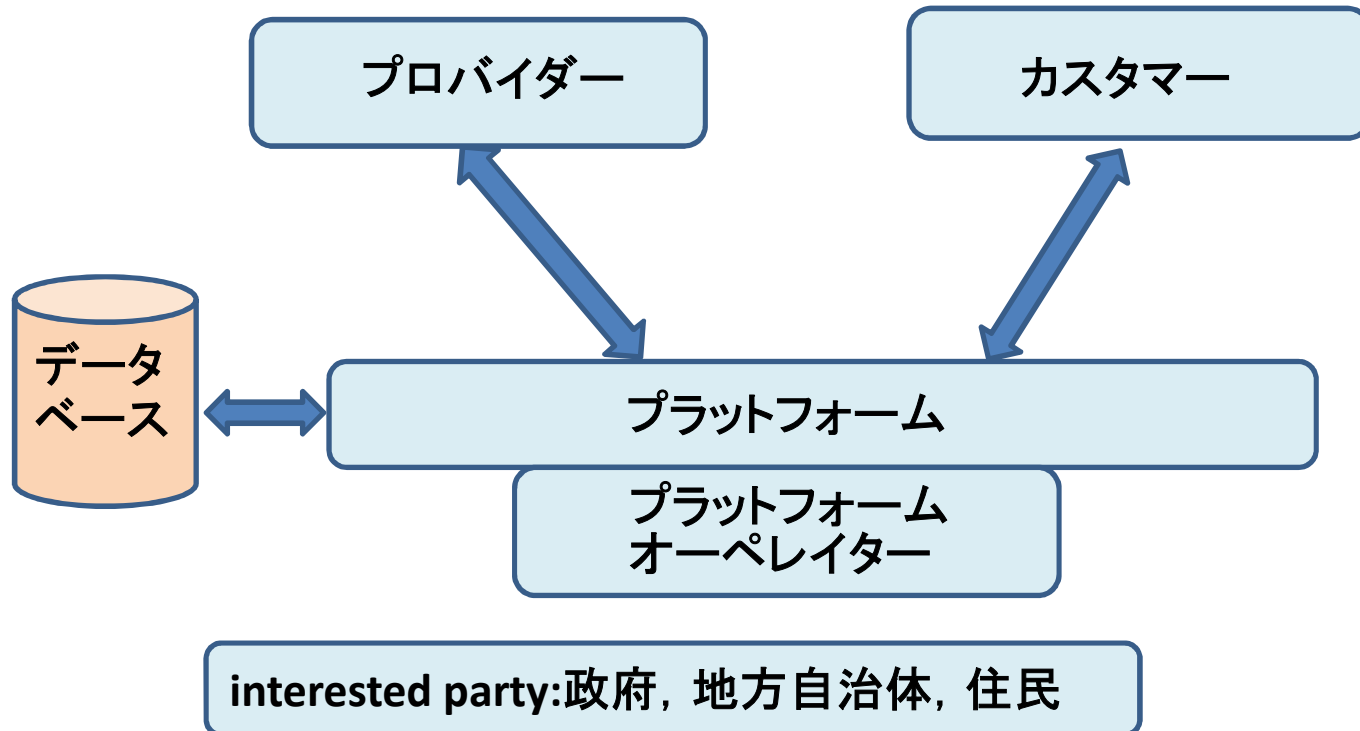 プロバイダー
カスタマー
データ
ベース
プラットフォーム
プラットフォーム
オーペレイター
interested party:政府，地方自治体，住民